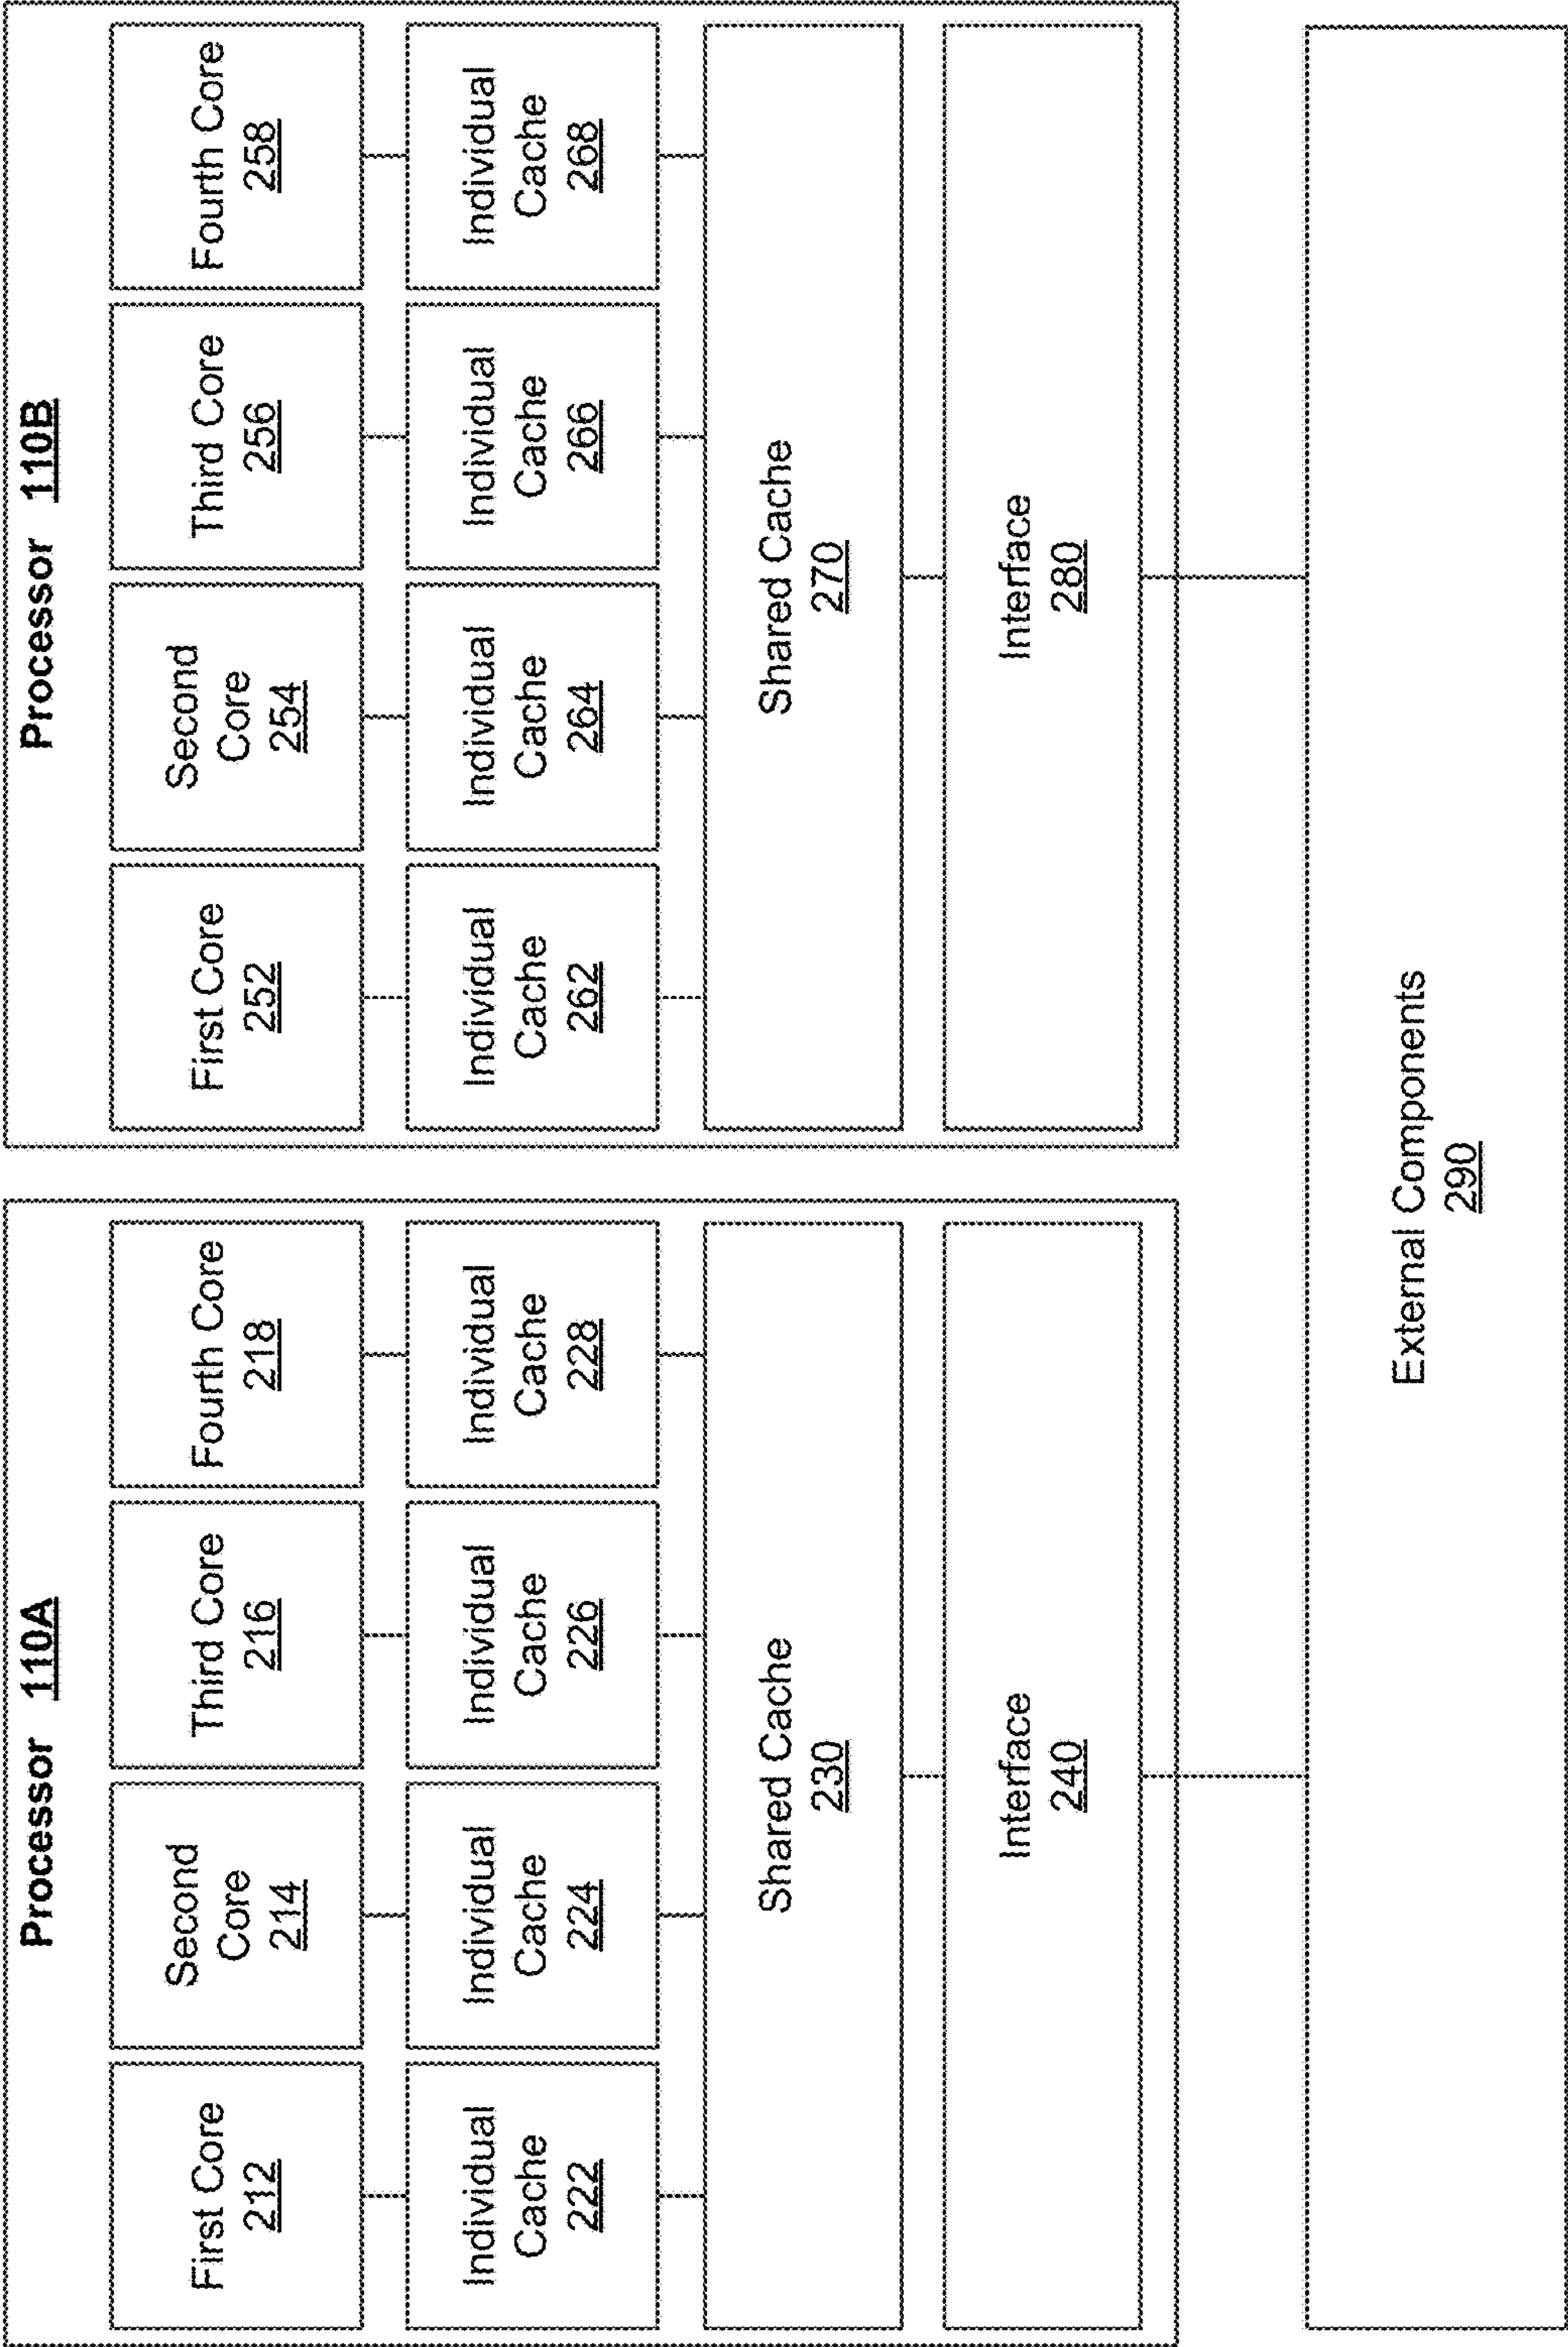 Processor 110A
First Core
212
Second
Core
214
Third Core
216
Fourth Core
218
Individual
Cache
222
Individual
Cache
224
Individual
Cache
226
Individual
Cache
228
Shared Cache
230
Interface
240
Processor 110B
First Core
252
Second
Core
254
Third Core
256
Fourth Core
258
Individual
Cache
262
Individual
Cache
264
Individual
Cache
266
Individual
Cache
268
Shared Cache
270
Interface
280
External Components
290